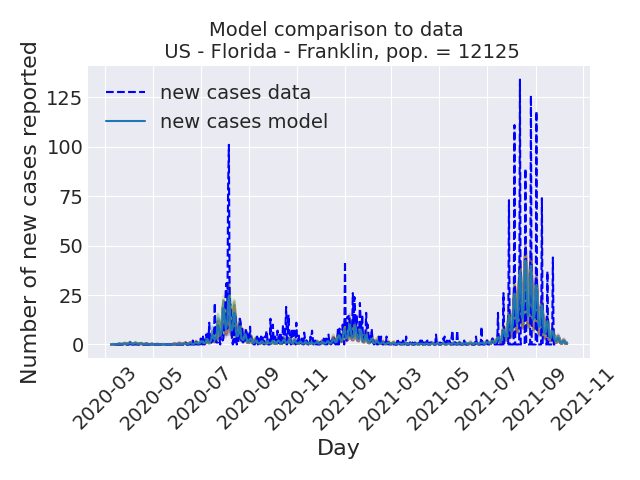 Model comparison to data
US - Florida - Franklin, pop. = 12125
Number of new cases reported
125
100
75
50
25
0
new cases data
new cases model
2020-03
2020-05
2020-07
2020-09
2020-11
2021-01
2021-03
2021-05
2021-07
2021-09
2021-11
Day